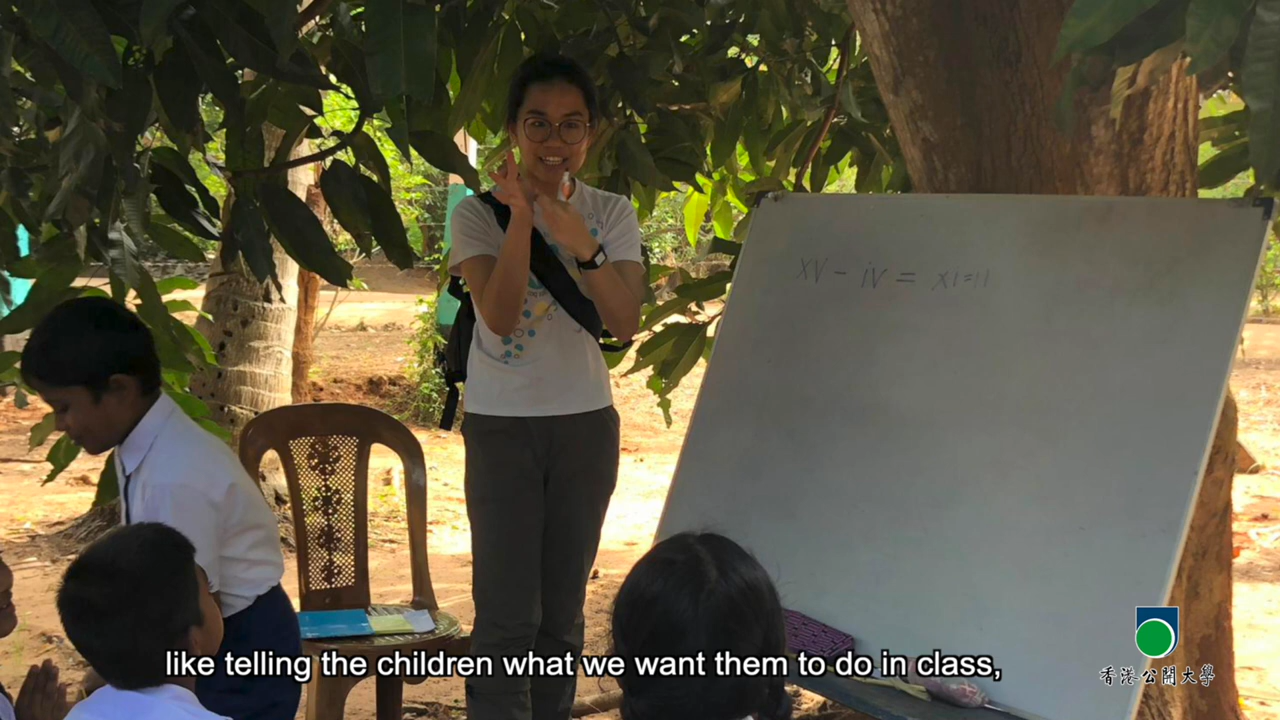 XV - iV = XI=11
like telling the children what we want them to do in class,
香港公開大學